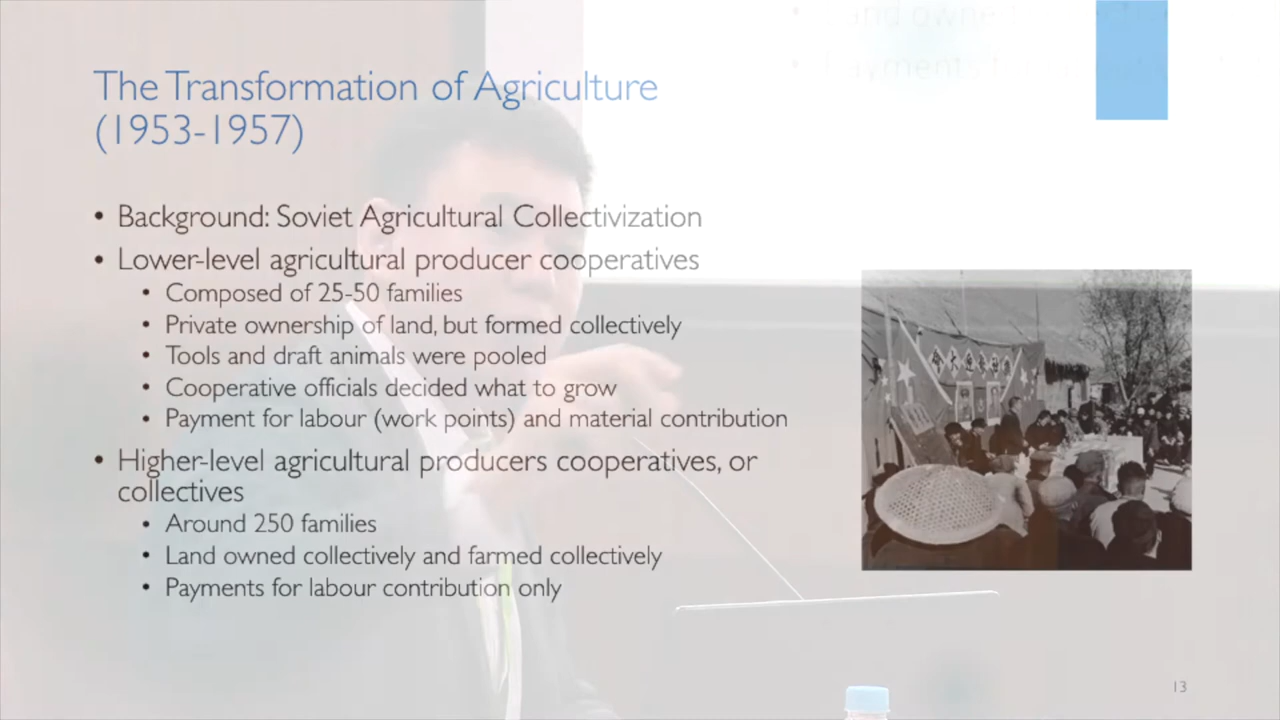 The Transformation of Agriculture
(1953-1957)
• Background: Soviet Agricultural Collectivization
• Lower-level agricultural producer cooperatives
• Composed of 25-50 families
• Private ownership of land, but formed collectively
• Tools and draft animals were pooled
• Cooperative officials decided what to grow
• Payment for labour (work points) and material contribution
• Higher-level agricultural producers cooperatives, or
collectives
• Around 250 families
• Land owned collectively and farmed collectively
• Payments for labour contribution only
13